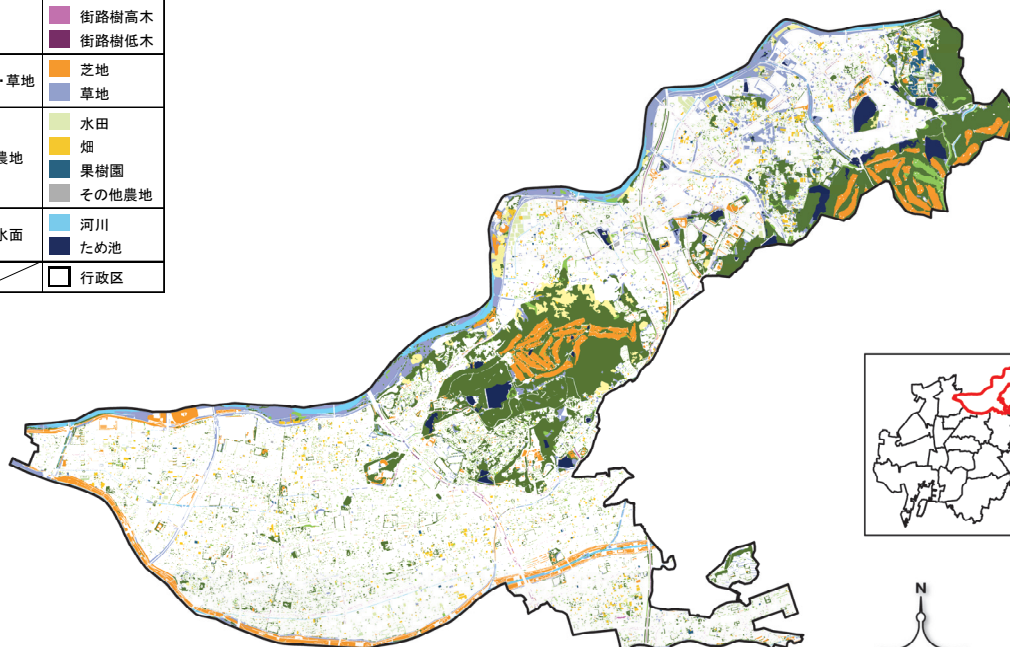 街路樹高木
街路樹低木
・草地
芝地
草地
農地
水田
畑
果樹園
その他農地
水面
河川
ため池
行政区
N